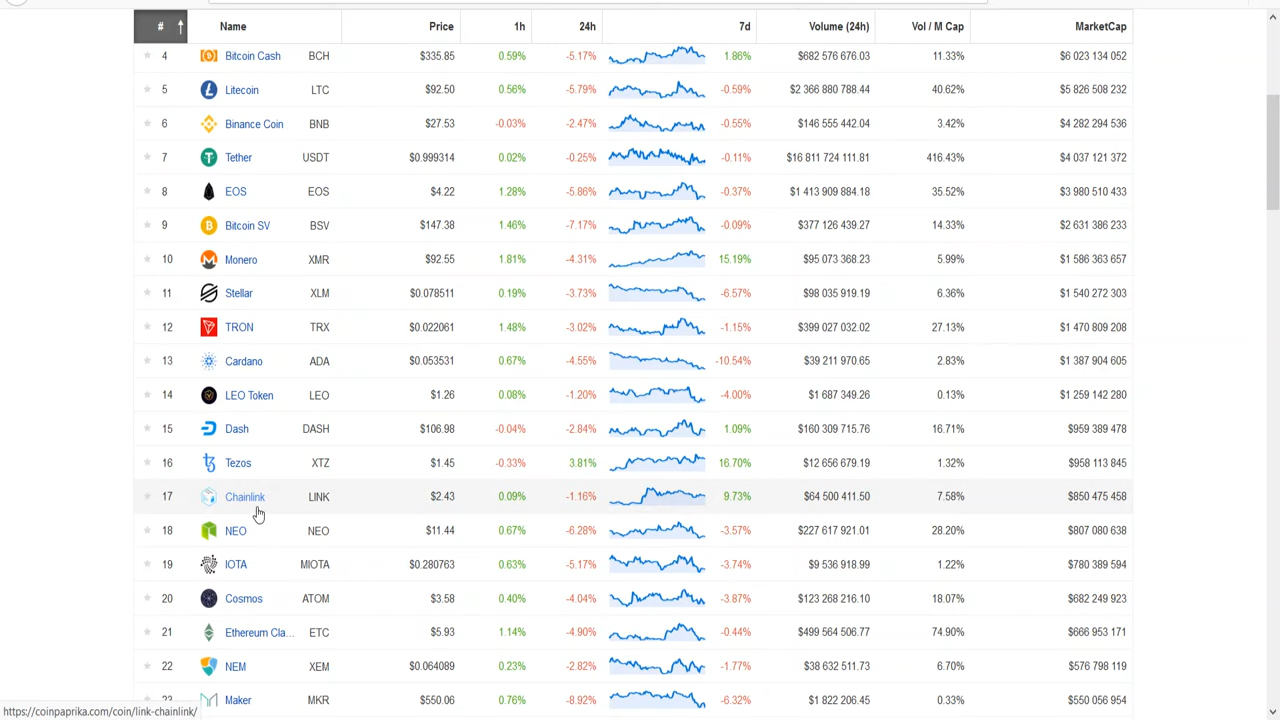 # ↑ Name Price 1h 24h 7d Volume (24h) Vol / M Cap MarketCap
4 Bitcoin Cash BCH $335.85 0.59% -5.17% 1.86% $682 576 676.03 11.33% $6 023 134 052
5 Litecoin LTC $92.50 0.56% -5.79% -0.59% $2 366 880 788.44 40.62% $5 826 508 232
6 Binance Coin BNB $27.53 -0.03% -2.47% -0.55% $146 555 442.04 3.42% $4 282 294 536
7 Tether USDT $0.999314 0.02% -0.25% -0.11% $16 811 724 111.81 416.43% $4 037 121 372
8 EOS EOS $4.22 1.28% -5.86% -0.37% $1 413 909 884.18 35.52% $3 980 510 433
9 Bitcoin SV BSV $147.38 1.46% -7.17% -0.09% $377 126 439.27 14.33% $2 631 386 233
10 Monero XMR $92.55 1.81% -4.31% 15.19% $95 073 368.23 5.99% $1 586 363 657
11 Stellar XLM $0.078511 0.19% -3.73% -6.57% $98 035 919.19 6.36% $1 540 272 303
12 TRON TRX $0.022061 1.48% -3.02% -1.15% $399 027 032.02 27.13% $1 470 809 208
13 Cardano ADA $0.053531 0.67% -4.55% -10.54% $39 211 970.65 2.83% $1 387 904 605
14 LEO Token LEO $1.26 0.08% -1.20% -4.00% $1 687 349.26 0.13% $1 259 142 280
15 Dash DASH $106.98 -0.04% -2.84% 1.09% $160 309 715.76 16.71% $959 389 478
16 Tezos XTZ $1.45 -0.33% 3.81% 16.70% $12 656 679.19 1.32% $958 113 845
17 Chainlink LINK $2.43 0.09% -1.16% 9.73% $64 500 411.50 7.58% $850 475 458
18 NEO NEO $11.44 0.67% -6.28% -3.57% $227 617 921.01 28.20% $807 080 638
19 IOTA MIOTA $0.280763 0.63% -5.17% -3.74% $9 536 918.99 1.22% $780 389 594
20 Cosmos ATOM $3.58 0.40% -4.04% -3.87% $123 268 216.10 18.07% $682 249 923
21 Ethereum Cla... ETC $5.93 1.14% -4.90% -0.44% $499 564 506.77 74.90% $666 953 171
22 NEM XEM $0.064089 0.23% -2.82% -1.77% $38 632 511.73 6.70% $576 798 119
23 Maker MKR $550.06 0.76% -8.92% -6.32% $1 822 206.45 0.33% $550 056 954
https://coinpaprika.com/coin/link-chainlink/